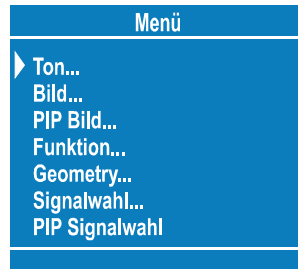 Menü
Ton...
Bild...
PIP Bild...
Funktion...
Geometry...
Signalwahl...
PIP Signalwahl